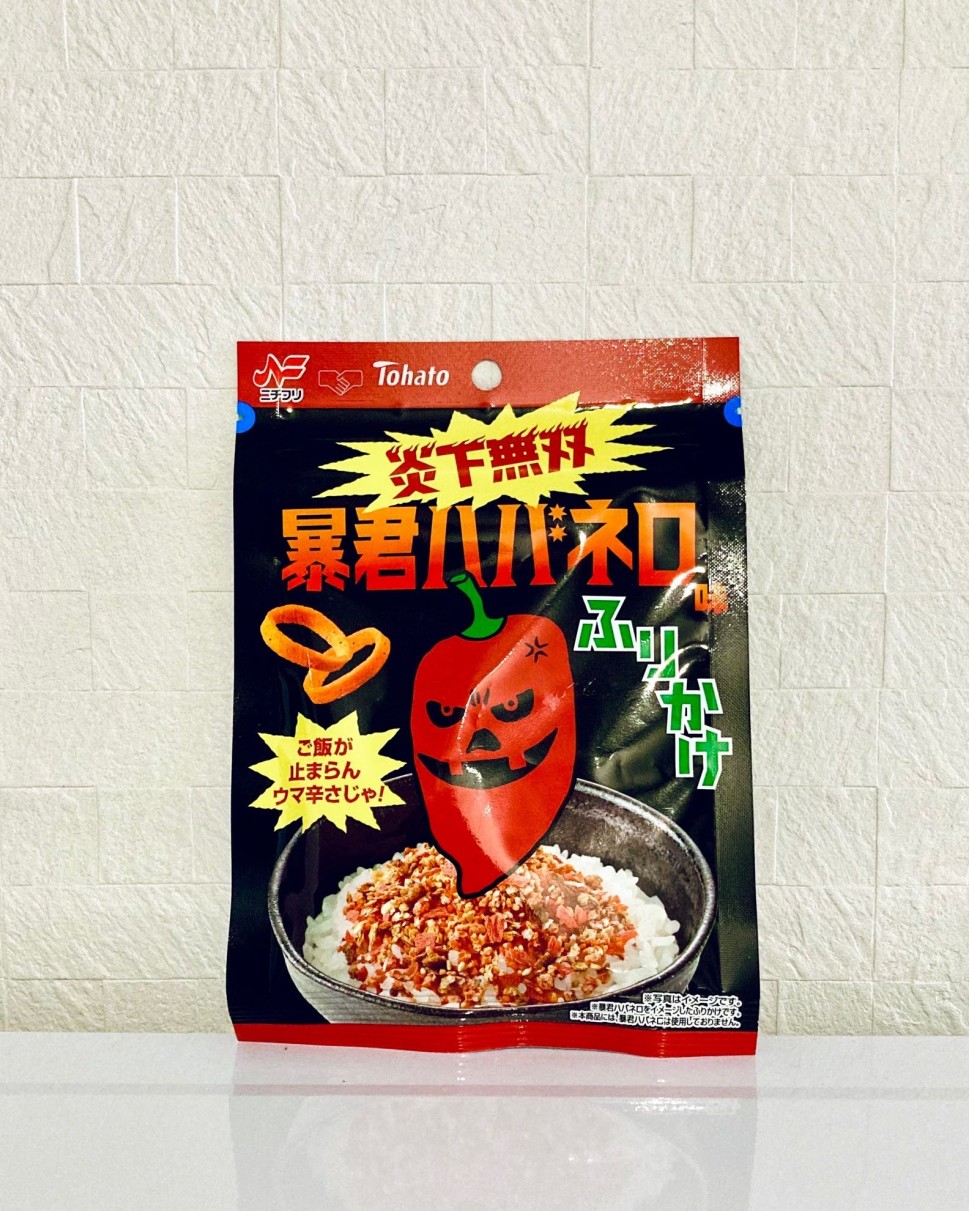 ニチフリ
Tohato
炎下無双
暴君ハバネロ
味
ふりかけ
ご飯が
止まらん
ウマ辛さじゃ!
※写真はイメージです。
※暴君ハバネロをイメージしたふりかけです。
※本商品には、暴君ハバネロは使用しておりません。